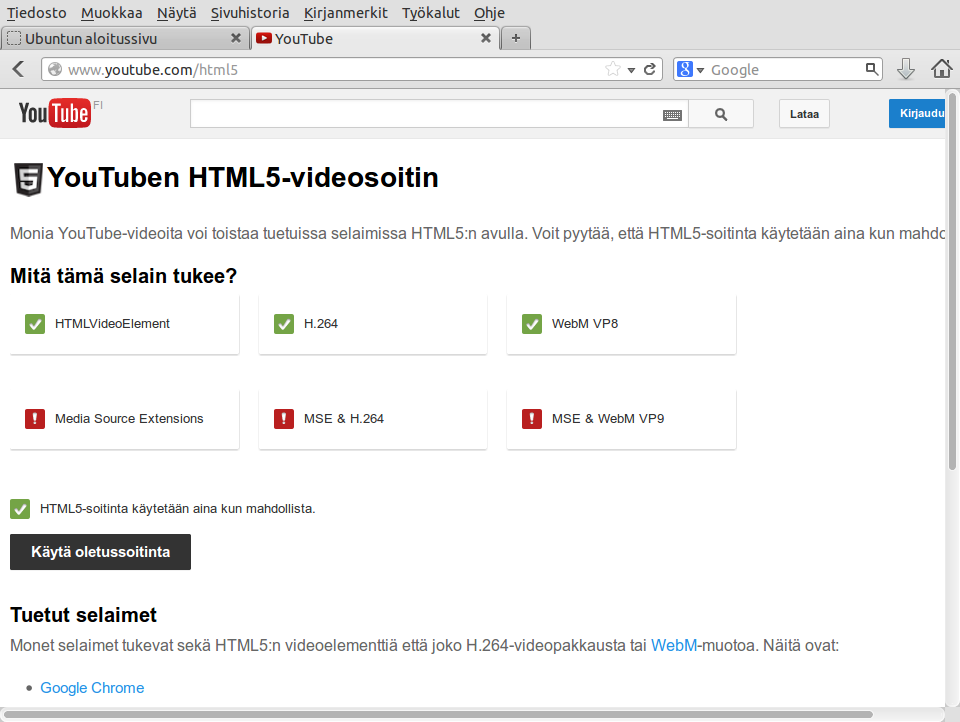 Tiedosto Muokkaa Näytä Sivuhistoria Kirjanmerkit Työkalut Ohje
Ubuntun aloitussivu YouTube
www.youtube.com/html5 8 Google
YouTube FI Lataa Kirjaudu
5 YouTuben HTML5-videosoitin
Monia YouTube-videoita voi toistaa tuetuissa selaimissa HTML5:n avulla. Voit pyytää, että HTML5-soitinta käytetään aina kun mahdo
Mitä tämä selain tukee?
HTMLVideoElement H.264 WebM VP8
! Media Source Extensions ! MSE & H.264 ! MSE & WebM VP9
HTML5-soitinta käytetään aina kun mahdollista.
Käytä oletussoitinta
Tuetut selaimet
Monet selaimet tukevat sekä HTML5:n videoelementtiä että joko H.264-videopakkausta tai WebM-muotoa. Näitä ovat:
• Google Chrome